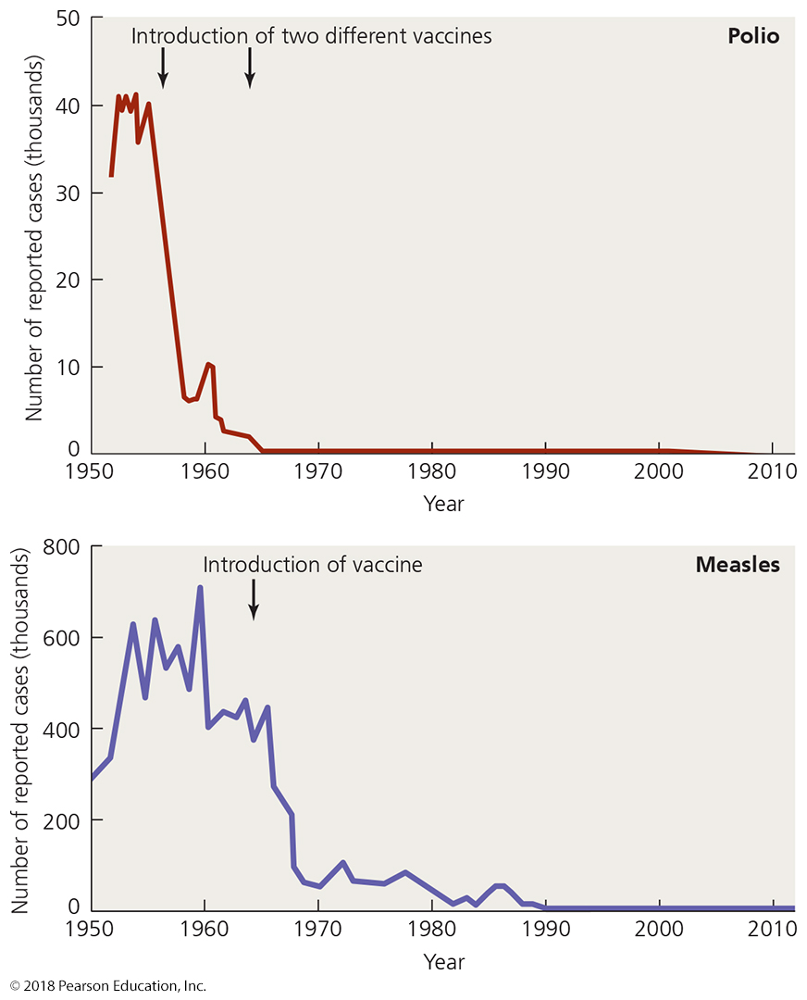 Introduction of two different vaccines
Polio
Number of reported cases (thousands)
50
40
30
20
10
0
1950 1960 1970 1980 1990 2000 2010
Year
Introduction of vaccine
Measles
Number of reported cases (thousands)
800
600
400
200
0
1950 1960 1970 1980 1990 2000 2010
Year
© 2018 Pearson Education, Inc.